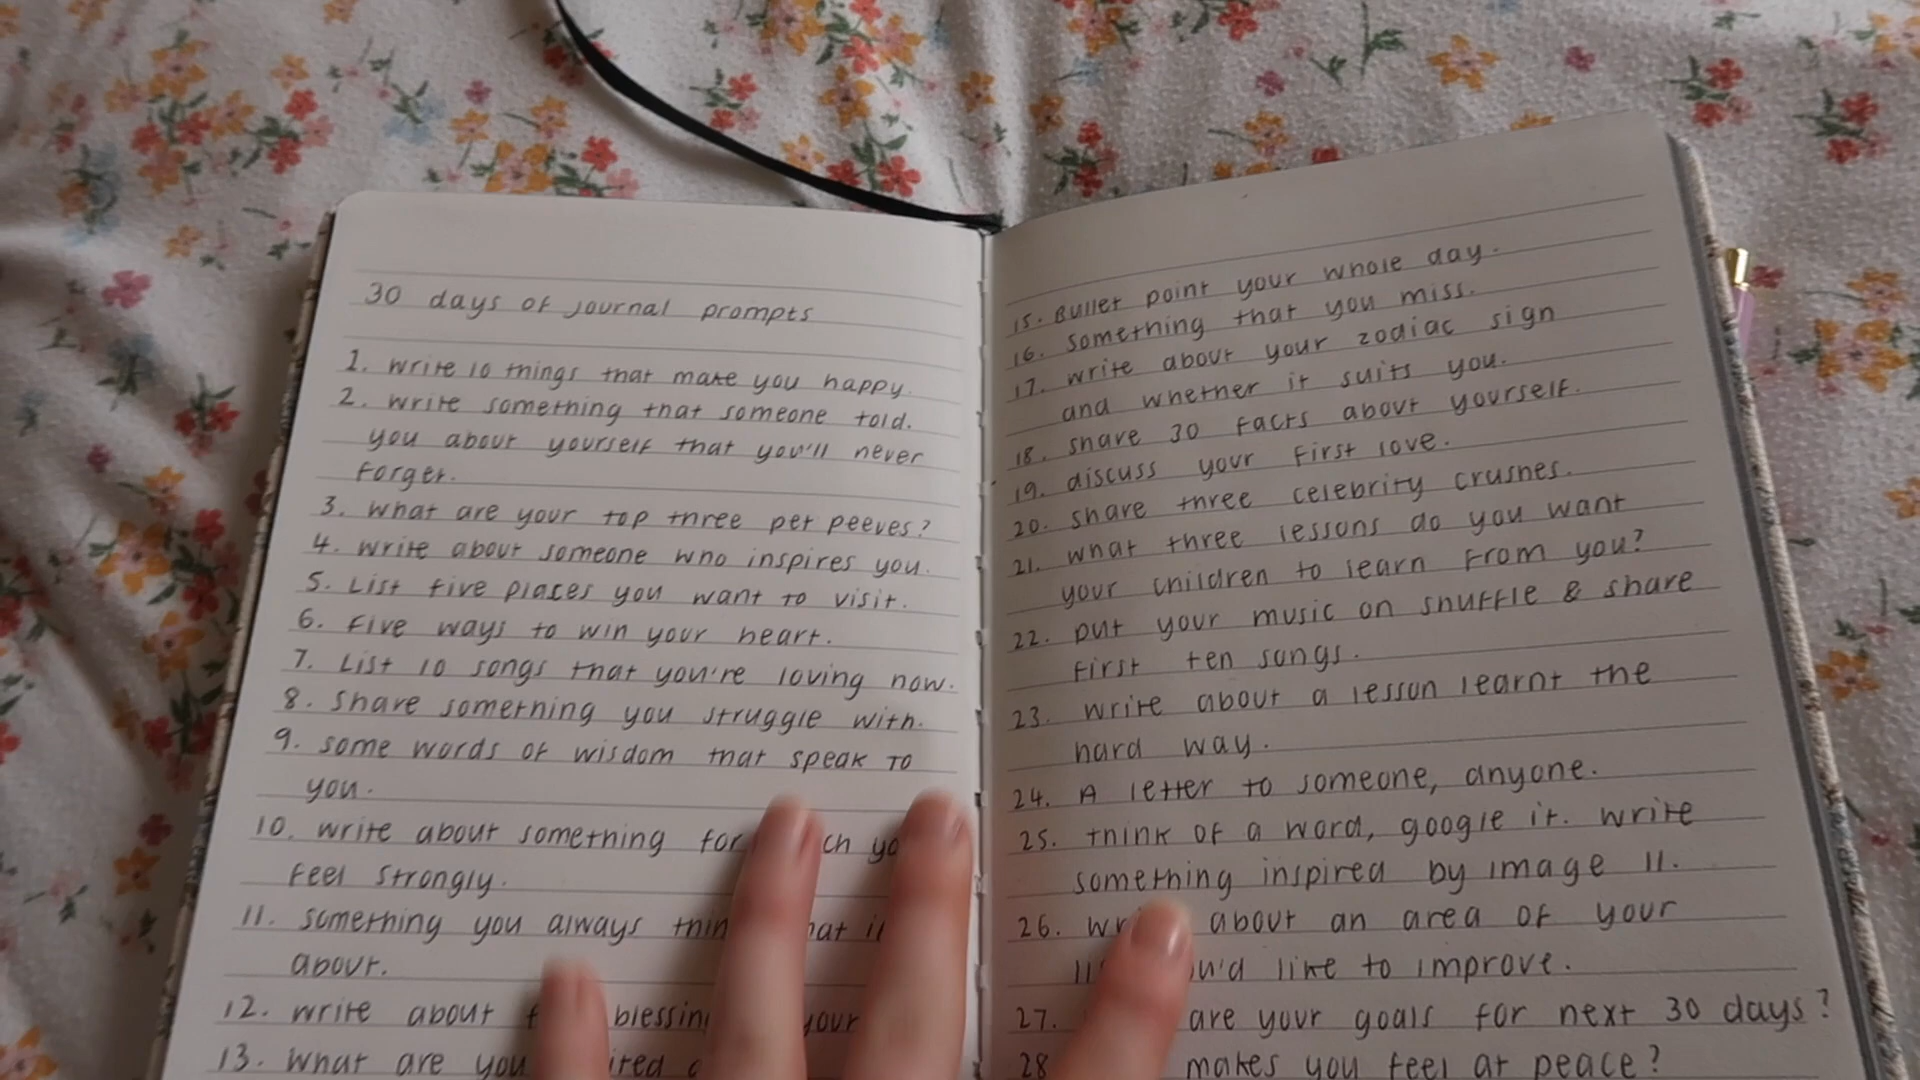 30 days of journal prompts
1. write 10 things that make you happy.
2. write something that someone told.
you about yourself that you'll never
forget.
3. what are your top three pet peeves?
4. write about someone who inspires you.
5. List five places you want to visit.
6. Five ways to win your heart.
7. List 10 songs that you're loving now.
8. Share something you struggle with.
9. some words of wisdom that speak to
you.
10. write about something for you
feel strongly.
11. something you always
about.
12. write about your
13. what are you
15. Bullet point your whole day.
16. something that you miss.
17. write about your zodiac sign
and whether it suits you.
18. share 30 facts about yourself.
19. discuss your first love.
20. share three celebrity crushes.
21. what three lessons do you want
your children to learn from you?
22. put your music on shuffle & share
first ten songs.
23. write about a lesson learnt the
hard way.
24. A letter to someone, anyone.
25. think of a word, google it. write
something inspired by image 11.
26. about an area of your
like to improve.
27. are your goals for next 30 days?
28 makes you feel at peace?